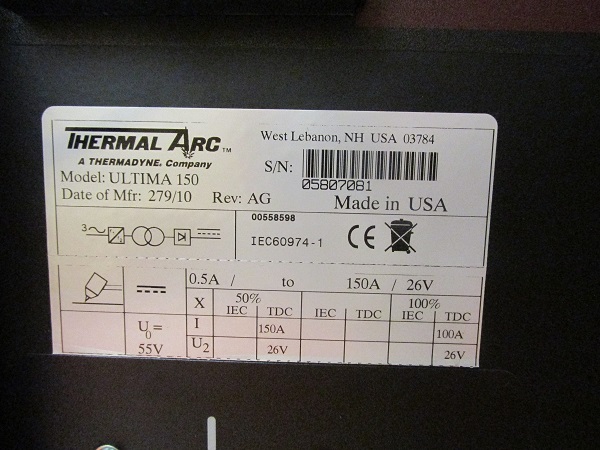 THERMAL ARC™
A THERMADYNE® Company
West Lebanon, NH USA 03784
S/N:
05807081
Model: ULTIMA 150
Date of Mfr: 279/10 Rev: AG Made in USA
3~
00558598
IEC60974-1 CE
0.5A / to 150A / 26V
X 50% 100%
IEC TDC IEC TDC IEC TDC
U0= I 150A 100A
55V U2 26V 26V